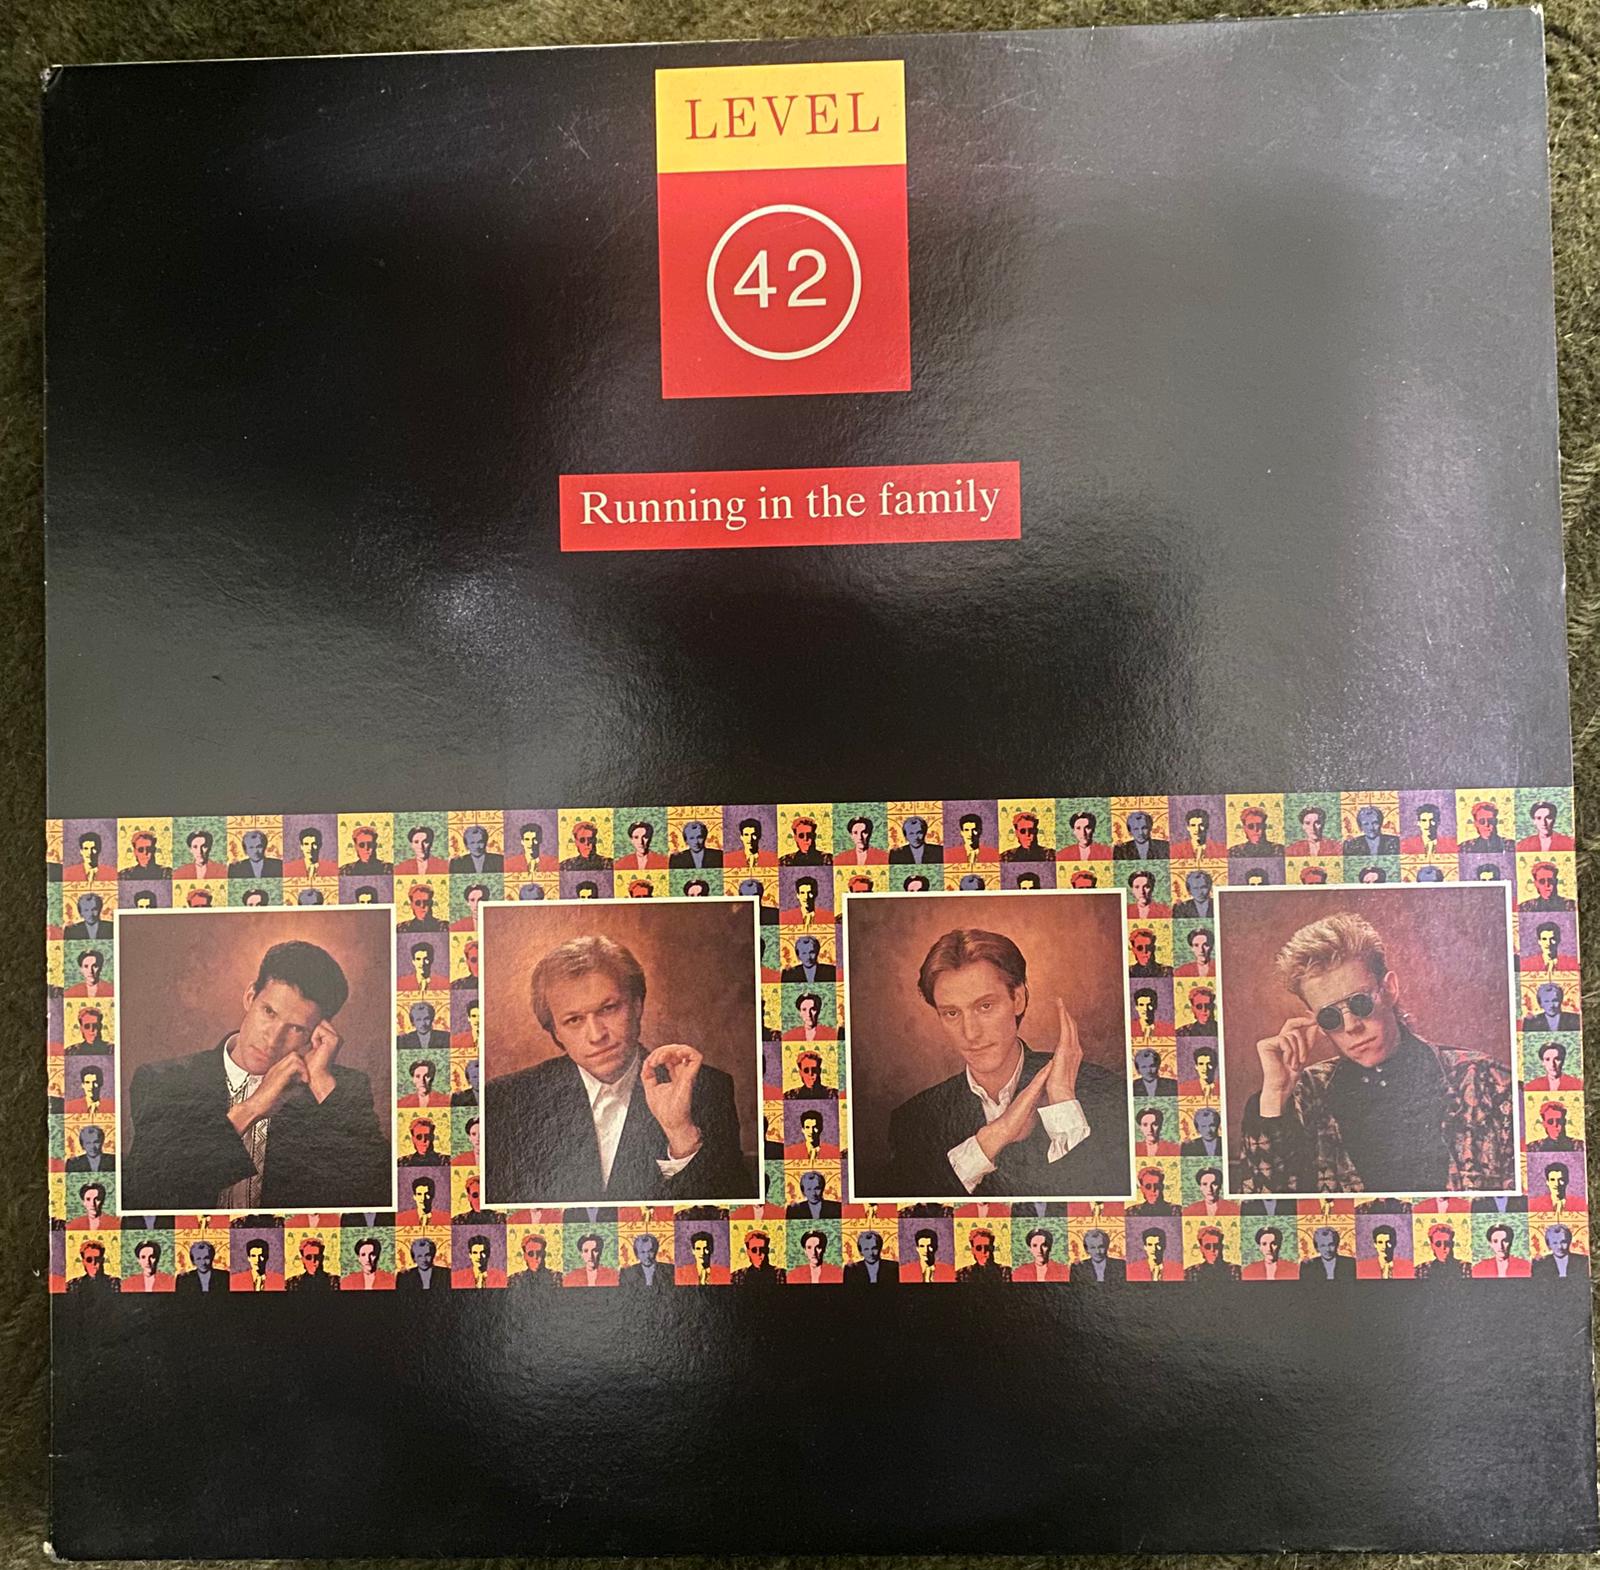 LEVEL
42
Running in the family